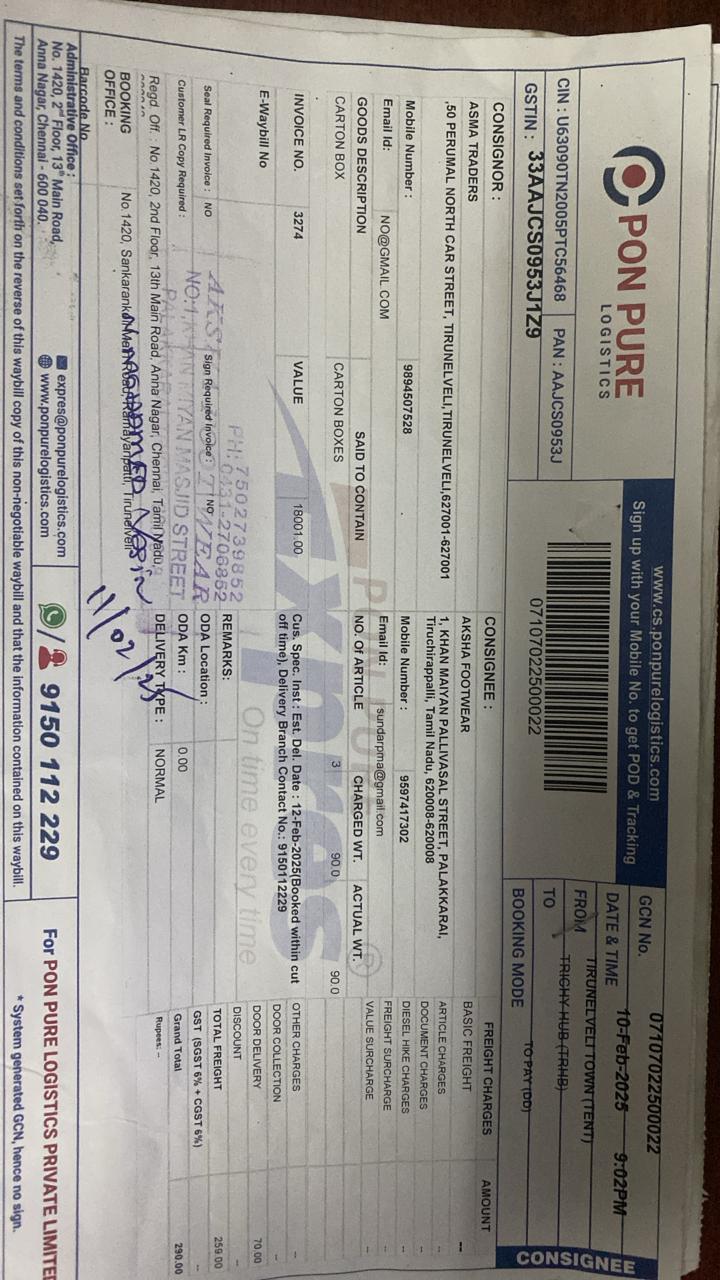 PON PURE
LOGISTICS
www.cs.ponpurelogistics.com
Sign up with your Mobile No. to get POD & Tracking
CIN : U63090TN2005PTC56468 PAN : AAJCS0953J
GSTIN : 33AAJCS0953J1Z9
07107022500022
GCN No. 07107022500022
DATE & TIME 10-Feb-2025 9:02PM
FROM TIRUNELVELI TOWN (TENT)
TO TRICHY HUB (TRHB)
BOOKING MODE TO PAY (DD)
CONSIGNEE
CONSIGNOR :
ASMA TRADERS
,50 PERUMAL NORTH CAR STREET, TIRUNELVELI,TIRUNELVELI,627001-627001
Mobile Number : 9894507528
Email Id: NO@GMAIL.COM
CONSIGNEE :
AKSHA FOOTWEAR
1, KHAN MAIYAN PALLIVASAL STREET, PALAKKARAI,
Tiruchirappalli, Tamil Nadu, 620008-620008
Mobile Number : 9597417302
Email Id: sundarpma@gmail.com
GOODS DESCRIPTION SAID TO CONTAIN NO. Of ARTICLE CHARGED WT. ACTUAL WT.
CARTON BOX CARTON BOXES 3 90.0 90.0
INVOICE NO. 3274 VALUE 18001.00
E-Waybill No
Cus. Spec. Inst : Est. Del. Date : 12-Feb-2025(Booked within cut
off time), Delivery Branch Contact No.: 9150112229
Seal Required Invoice : NO Sign Required Invoice : NO
Customer LR Copy Required :
REMARKS:
ODA Location :
ODA Km : 0.00
DELIVERY TYPE : NORMAL
Regd. Off. : No.1420, 2nd Floor, 13th Main Road, Anna Nagar, Chennai, Tamil Nadu,
BOOKING
OFFICE :
No 1420, Sankarankoil Main Road, Ramayanpatti, Tirunelveli
FREIGHT CHARGES AMOUNT
BASIC FREIGHT --
ARTICLE CHARGES --
DOCUMENT CHARGES --
DIESEL HIKE CHARGES --
FREIGHT SURCHARGE --
VALUE SURCHARGE --
OTHER CHARGES --
DOOR COLLECTION --
DOOR DELIVERY 70.00
DISCOUNT --
TOTAL FREIGHT 259.00
GST (SGST 6% + CGST 6%) --
Grand Total 290.00
Rupees: --
PON PURE
Expres
On time every time
NO:1 KHAN MIYAN MASJID STREET
PH: 7502739852
0431-2706852
11/02/25
Barcode No
Administrative Office :
No. 1420, 2nd Floor, 13th Main Road,
Anna Nagar, Chennai - 600 040.
expres@ponpurelogistics.com
www.ponpurelogistics.com
9150 112 229
For PON PURE LOGISTICS PRIVATE LIMITE
* System generated GCN, hence no sign.
The terms and conditions set forth on the reverse of this waybill copy of this non-negotiable waybill and that the information contained on this waybill.